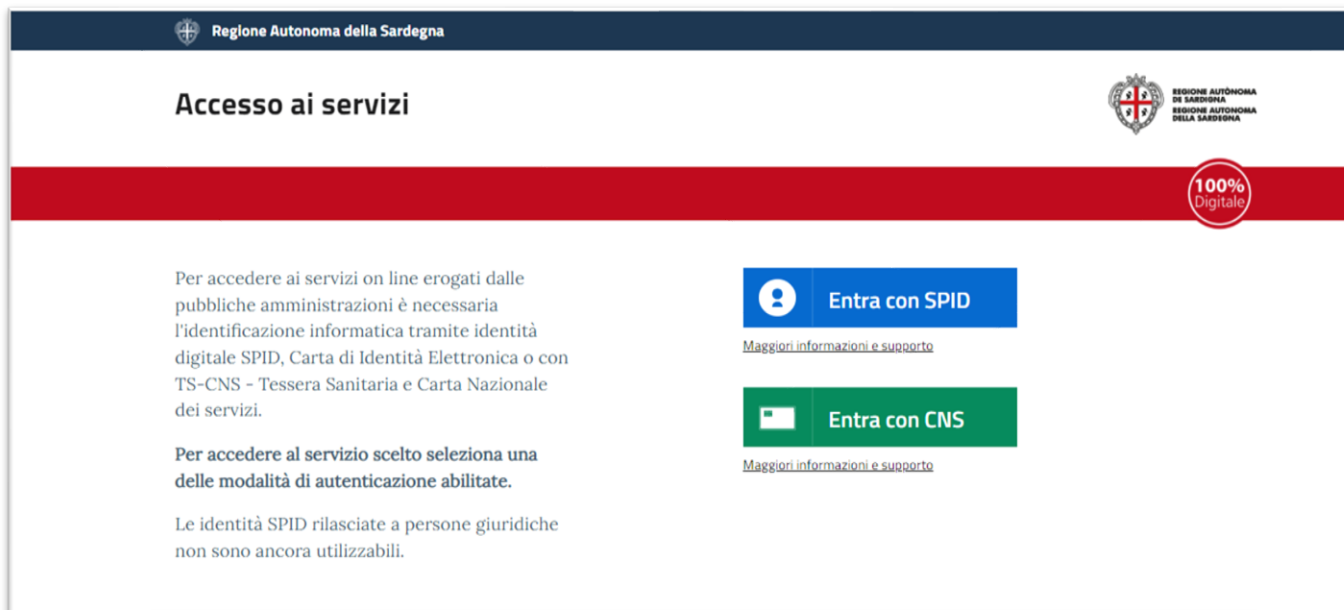 Regione Autonoma della Sardegna
Accesso ai servizi
REGIONE AUTÒNOMA
DE SARDIGNA
REGIONE AUTONOMA
DELLA SARDEGNA
100%
Digitale
Per accedere ai servizi on line erogati dalle
pubbliche amministrazioni è necessaria
l'identificazione informatica tramite identità
digitale SPID, Carta di Identità Elettronica o con
TS-CNS - Tessera Sanitaria e Carta Nazionale
dei servizi.
Per accedere al servizio scelto seleziona una
delle modalità di autenticazione abilitate.
Le identità SPID rilasciate a persone giuridiche
non sono ancora utilizzabili.
Entra con SPID
Maggiori informazioni e supporto
Entra con CNS
Maggiori informazioni e supporto